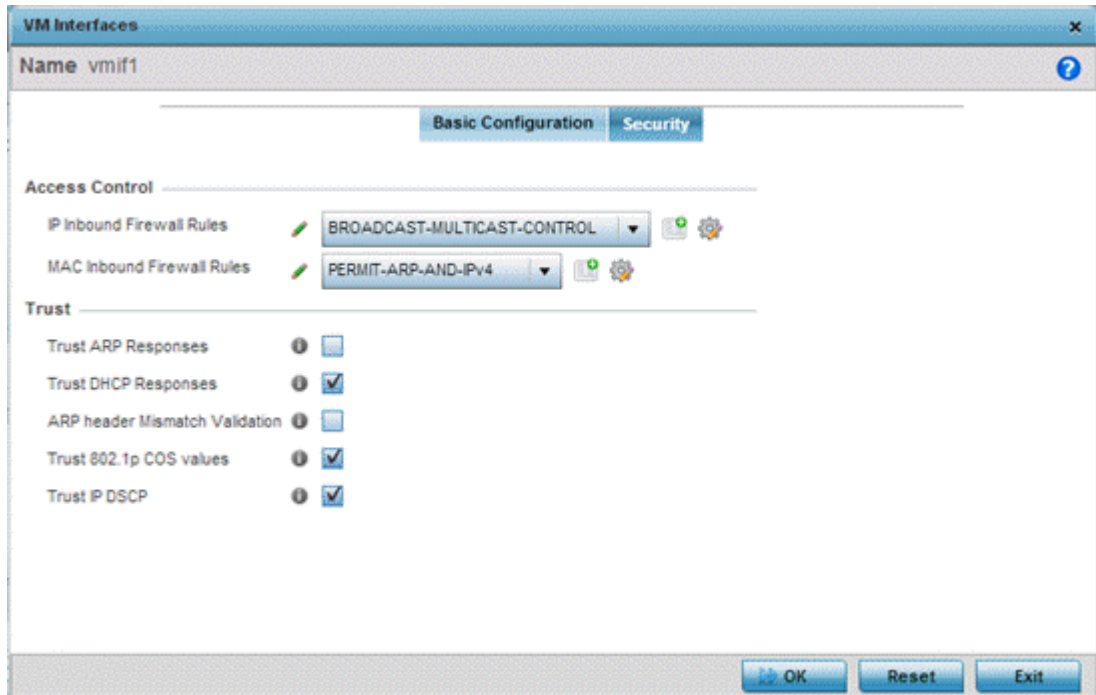 VM Interfaces
Name vmif1
Basic Configuration Security
Access Control
IP Inbound Firewall Rules BROADCAST-MULTICAST-CONTROL
MAC Inbound Firewall Rules PERMIT-ARP-AND-IPv4
Trust
Trust ARP Responses
Trust DHCP Responses
ARP header Mismatch Validation
Trust 802.1p COS values
Trust IP DSCP
OK Reset Exit